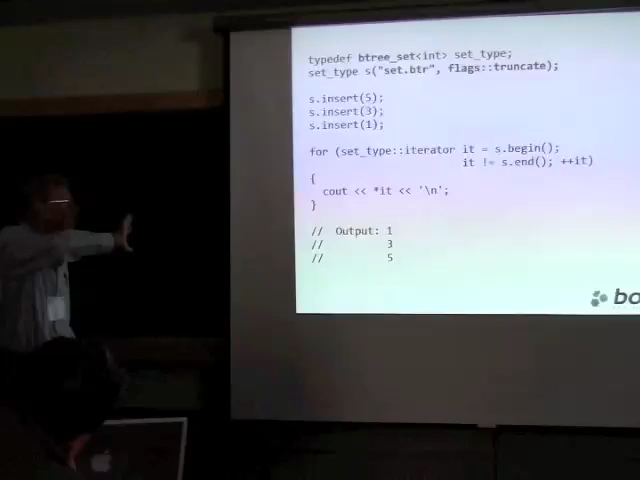 typedef btree_set<int> set_type;
set_type s("set.btr", flags::truncate);
s.insert(5);
s.insert(3);
s.insert(1);
for (set_type::iterator it = s.begin();
it != s.end(); ++it)
{
cout << *it << '\n';
}
// Output: 1
// 3
// 5
bo